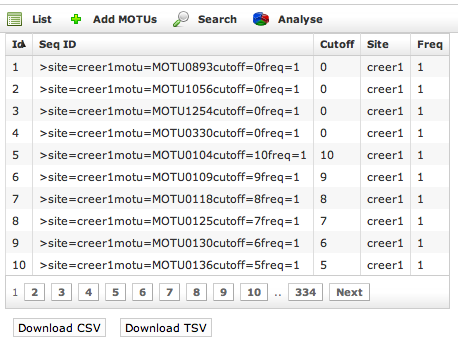 List Add MOTUs Search Analyse
Id Seq ID Cutoff Site Freq
1 >site=creer1motu=MOTU0893cutoff=0freq=1 0 creer1 1
2 >site=creer1motu=MOTU1056cutoff=0freq=1 0 creer1 1
3 >site=creer1motu=MOTU1254cutoff=0freq=1 0 creer1 1
4 >site=creer1motu=MOTU0330cutoff=0freq=1 0 creer1 1
5 >site=creer1motu=MOTU0104cutoff=10freq=1 10 creer1 1
6 >site=creer1motu=MOTU0109cutoff=9freq=1 9 creer1 1
7 >site=creer1motu=MOTU0118cutoff=8freq=1 8 creer1 1
8 >site=creer1motu=MOTU0125cutoff=7freq=1 7 creer1 1
9 >site=creer1motu=MOTU0130cutoff=6freq=1 6 creer1 1
10 >site=creer1motu=MOTU0136cutoff=5freq=1 5 creer1 1
1 2 3 4 5 6 7 8 9 10 .. 334 Next
Download CSV Download TSV